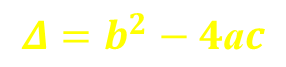 Δ = b² − 4ac